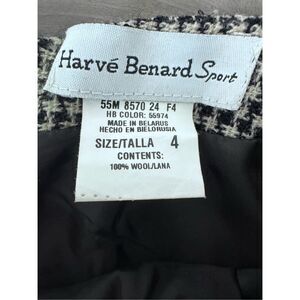 Harvé Benard Sport
55M 8570 24 F4
HB COLOR: 55974
MADE IN BELARUS
HECHO EN BIELORUSIA
SIZE/TALLA 4
CONTENTS:
100% WOOL/LANA